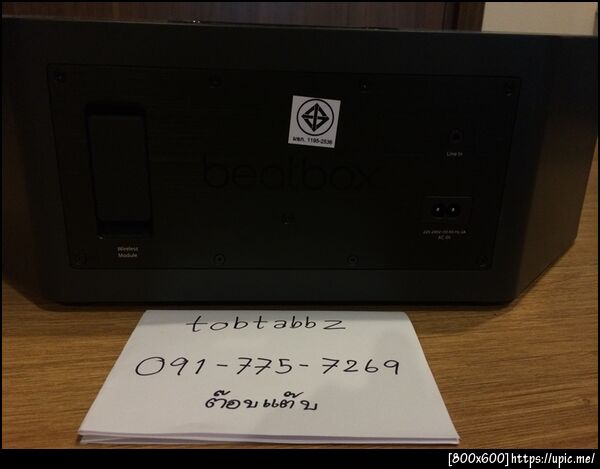 มอก. 1195-2536
Line In
beatbox
Wireless
Module
AC IN
tobtabbz
091-775-7269
ต๊อบแต๊บ
[800x600]https://upic.me/